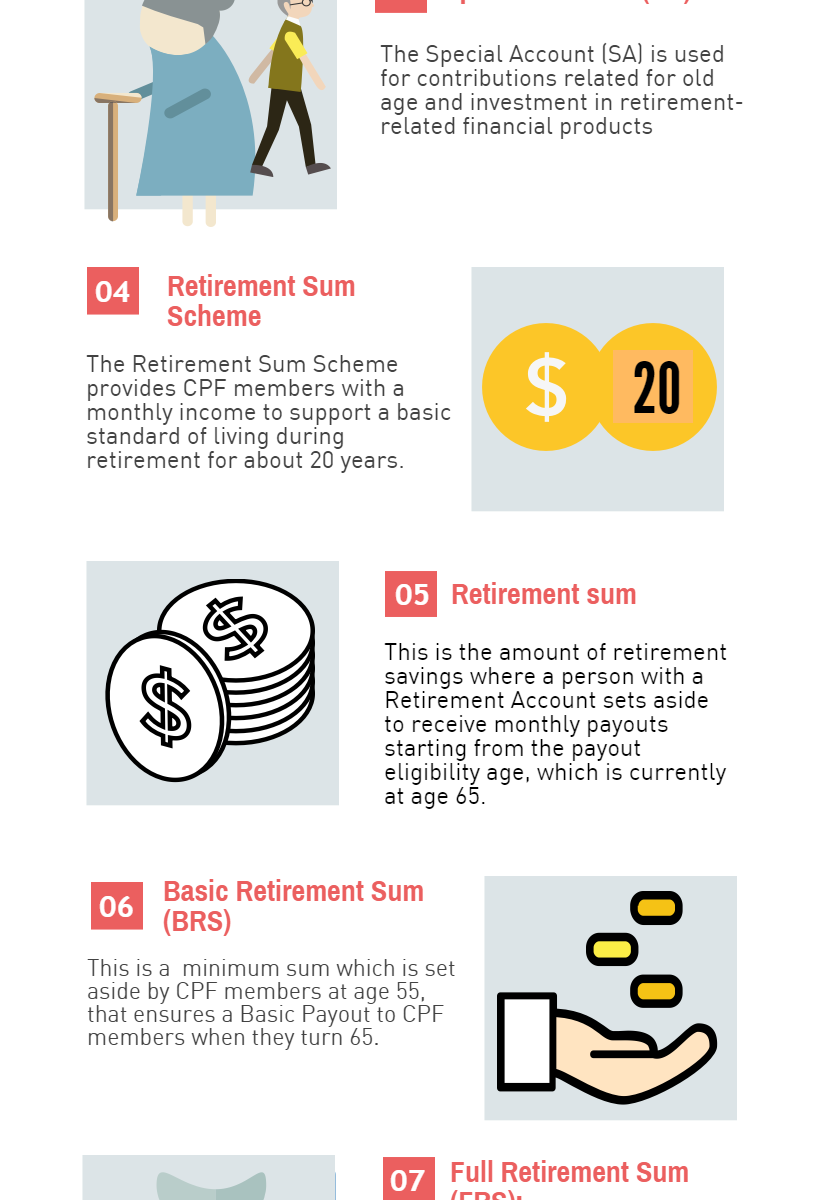 The Special Account (SA) is used
for contributions related for old
age and investment in retirement-
related financial products
04
Retirement Sum
Scheme
The Retirement Sum Scheme
provides CPF members with a
monthly income to support a basic
standard of living during
retirement for about 20 years.
$ 20
$
$
05
Retirement sum
This is the amount of retirement
savings where a person with a
Retirement Account sets aside
to receive monthly payouts
starting from the payout
eligibility age, which is currently
at age 65.
06
Basic Retirement Sum
(BRS)
This is a  minimum sum which is set
aside by CPF members at age 55,
that ensures a Basic Payout to CPF
members when they turn 65.
07
Full Retirement Sum
(FRS):